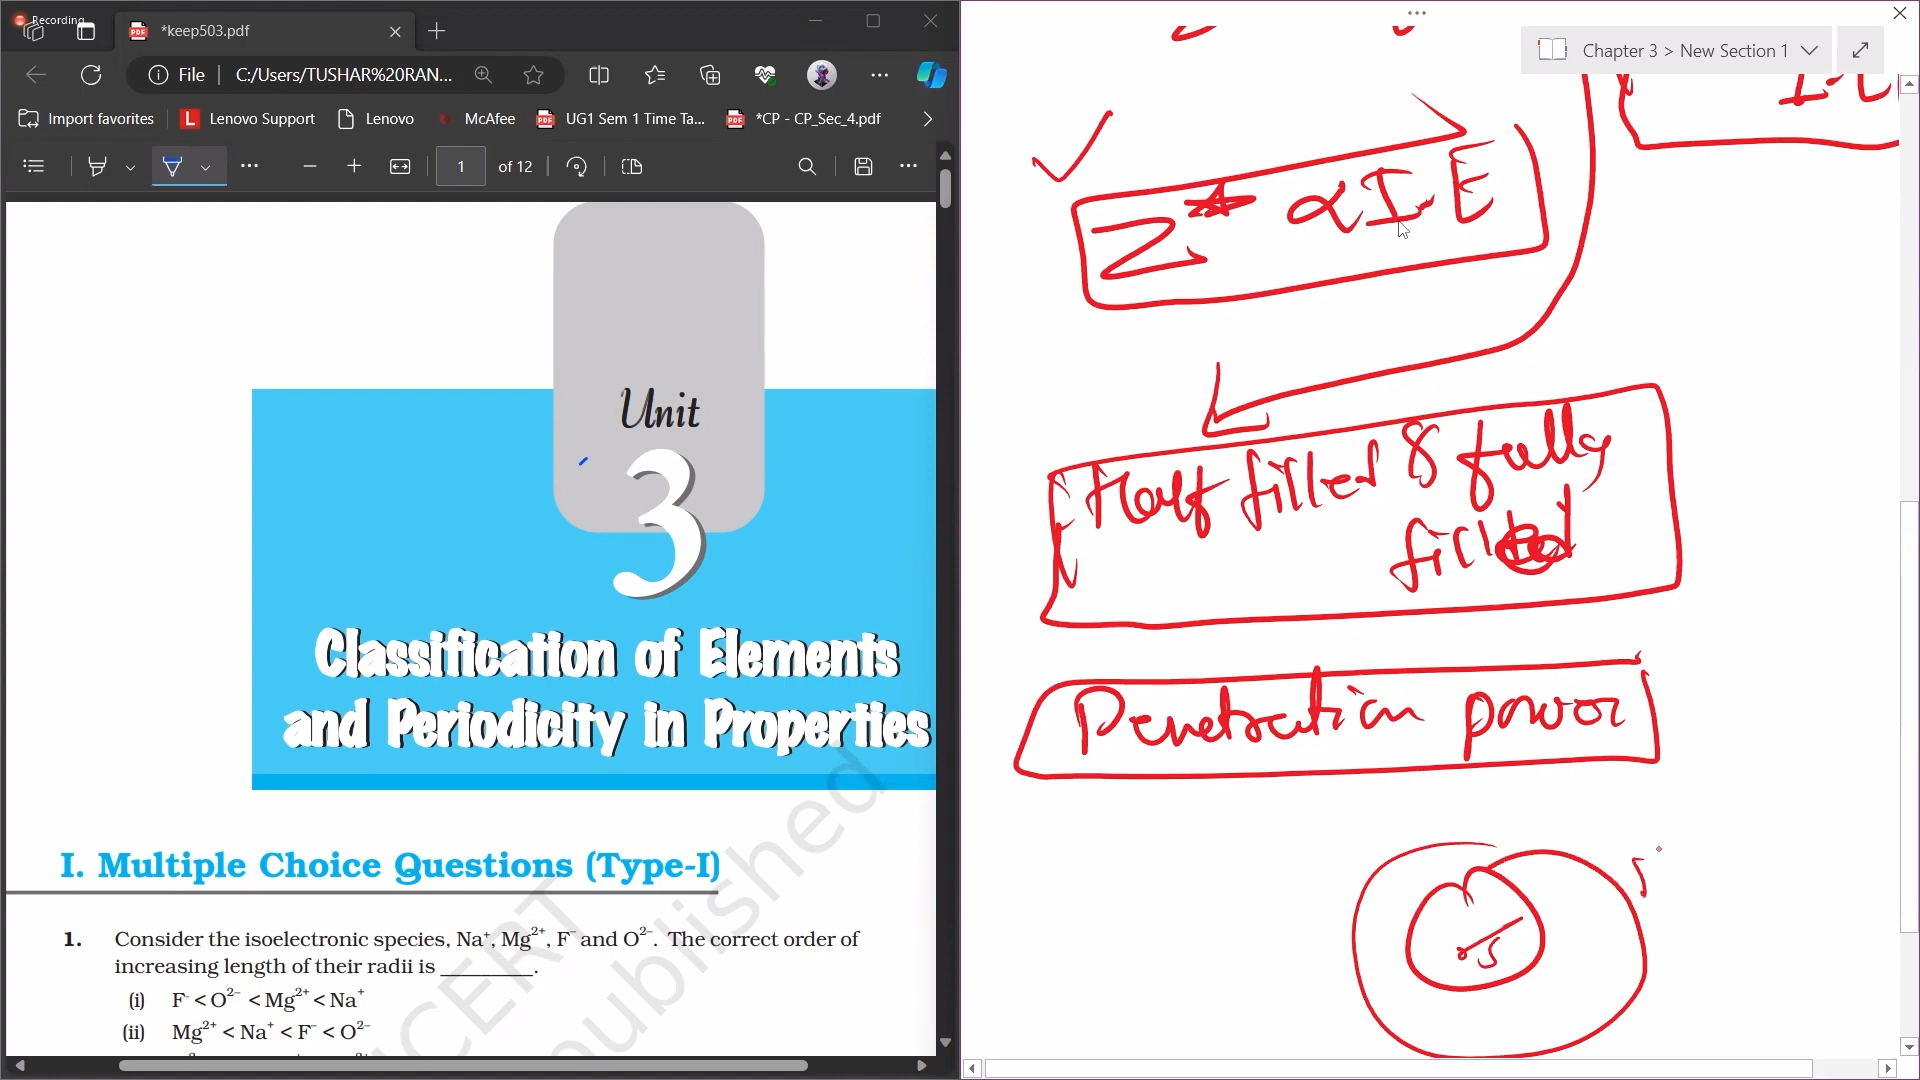 Recording
*keep503.pdf
File
C:/Users/TUSHAR%20RAN...
Import favorites
Lenovo Support
Lenovo
McAfee
UG1 Sem 1 Time Ta...
*CP - CP_Sec_4.pdf
1 of 12
Unit
3
Classification of Elements
and Periodicity in Properties
I. Multiple Choice Questions (Type-I)
1. Consider the isoelectronic species, Na⁺, Mg²⁺, F⁻ and O²⁻. The correct order of
increasing length of their radii is _________.
(i) F⁻ < O²⁻ < Mg²⁺ < Na⁺
(ii) Mg²⁺ < Na⁺ < F⁻ < O²⁻
Chapter 3 > New Section 1
I.E
Z* α I.E
Half filled & fully
filled
Penetration power
s